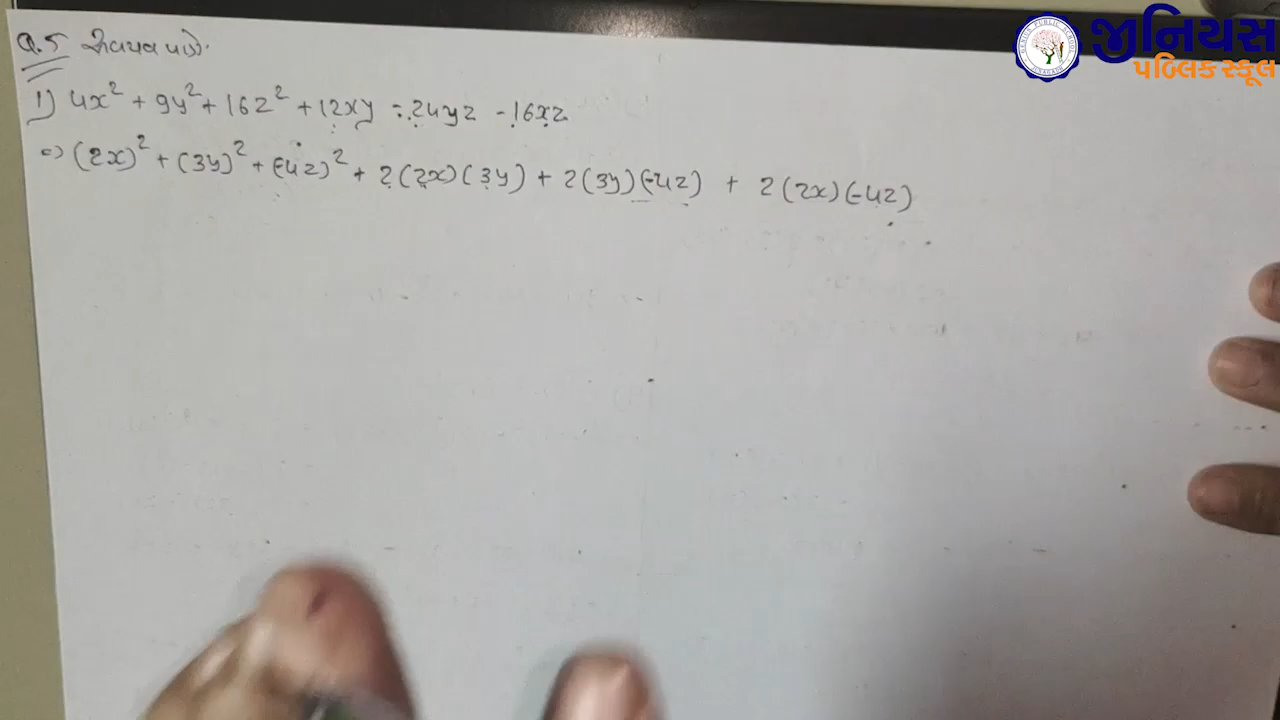 જીનિયસ
પબ્લિક સ્કૂલ
Q.5 અવયવ પાડો.
1) 4x² + 9y² + 16z² + 12xy - 24yz - 16xz
=> (2x)² + (3y)² + (-4z)² + 2(2x)(3y) + 2(3y)(-4z) + 2(2x)(-4z)